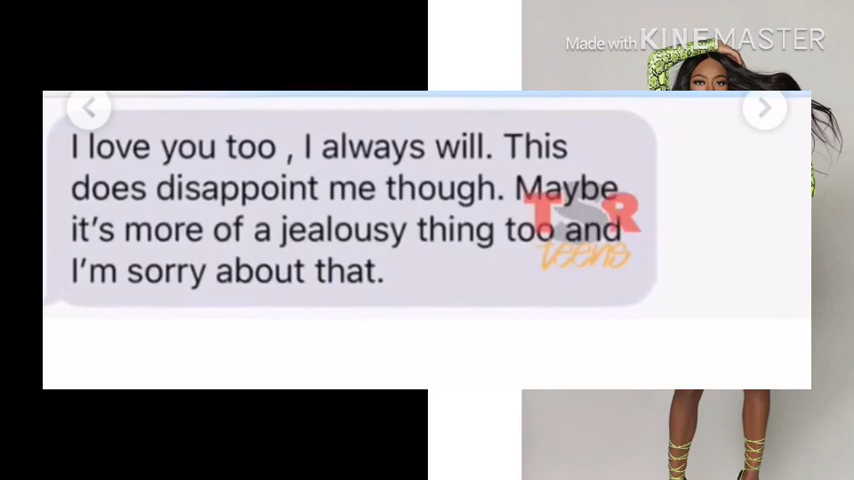 Made with KINEMASTER
I love you too , I always will. This
does disappoint me though. Maybe
it's more of a jealousy thing too and
I'm sorry about that.
TSR
teens